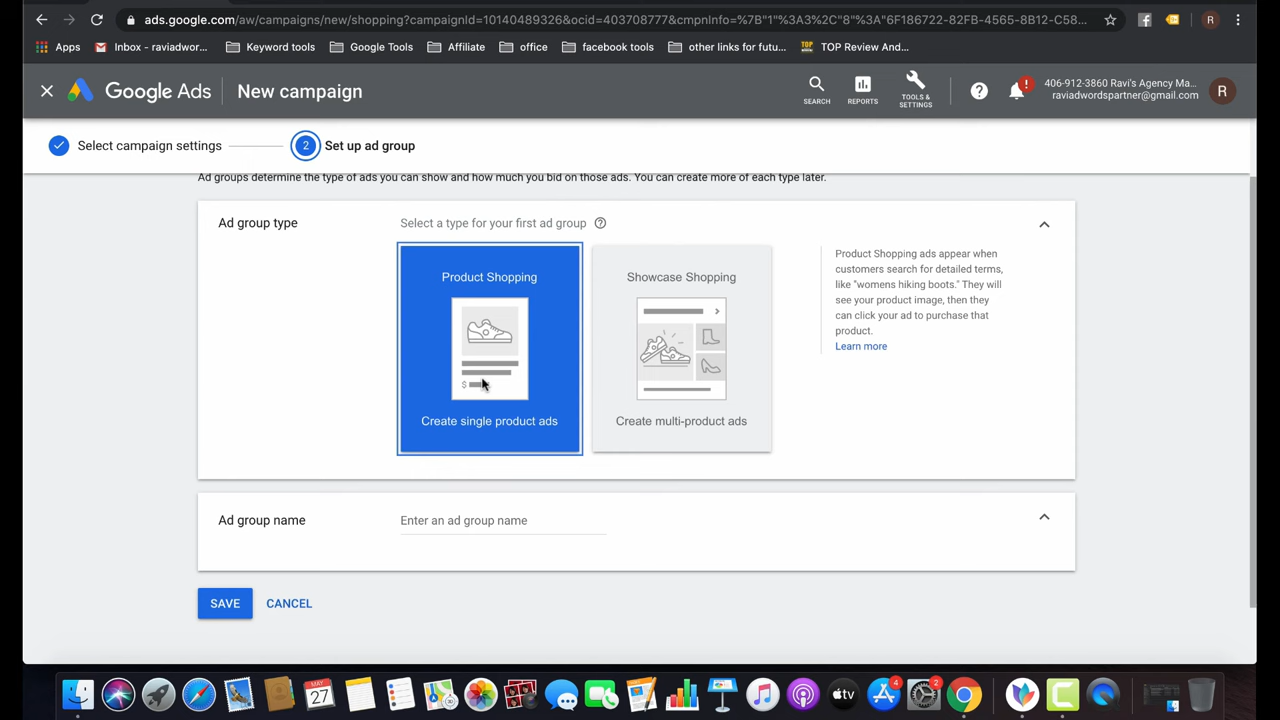 ads.google.com/aw/campaigns/new/shopping?campaignId=10140489326&ocid=403708777&cmpnInfo=%7B"1"%3A3%2C"8"%3A"6F186722-82FB-4565-8B12-C58...
R
Apps
Inbox - raviadwor...
Keyword tools
Google Tools
Affiliate
office
facebook tools
other links for futu...
TOP Review And...
Google Ads
New campaign
SEARCH
REPORTS
TOOLS & SETTINGS
406-912-3860 Ravi's Agency Ma...
raviadwordspartner@gmail.com
R
Select campaign settings
2
Set up ad group
Ad groups determine the type of ads you can show and how much you bid on those ads. You can create more of each type later.
Ad group type
Select a type for your first ad group
Product Shopping
$
Create single product ads
Showcase Shopping
Create multi-product ads
Product Shopping ads appear when
customers search for detailed terms,
like "womens hiking boots." They will
see your product image, then they
can click your ad to purchase that
product.
Learn more
Ad group name
Enter an ad group name
SAVE
CANCEL
MAY
27
tv
4
2